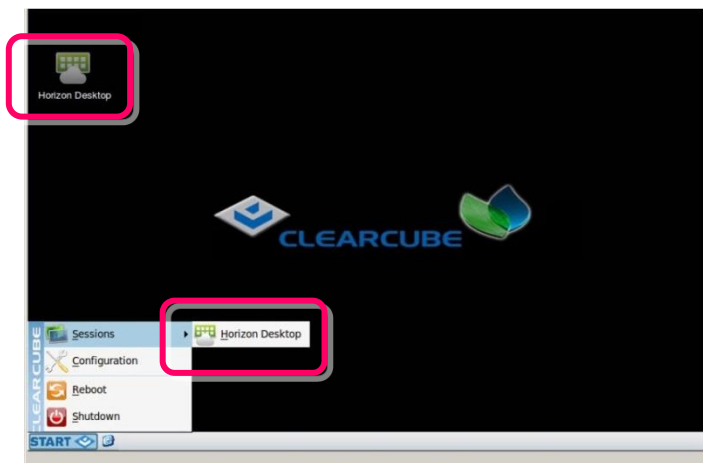 Horizon Desktop
CLEARCUBE
Sessions
Horizon Desktop
Configuration
Reboot
Shutdown
CLEARCUBE
START